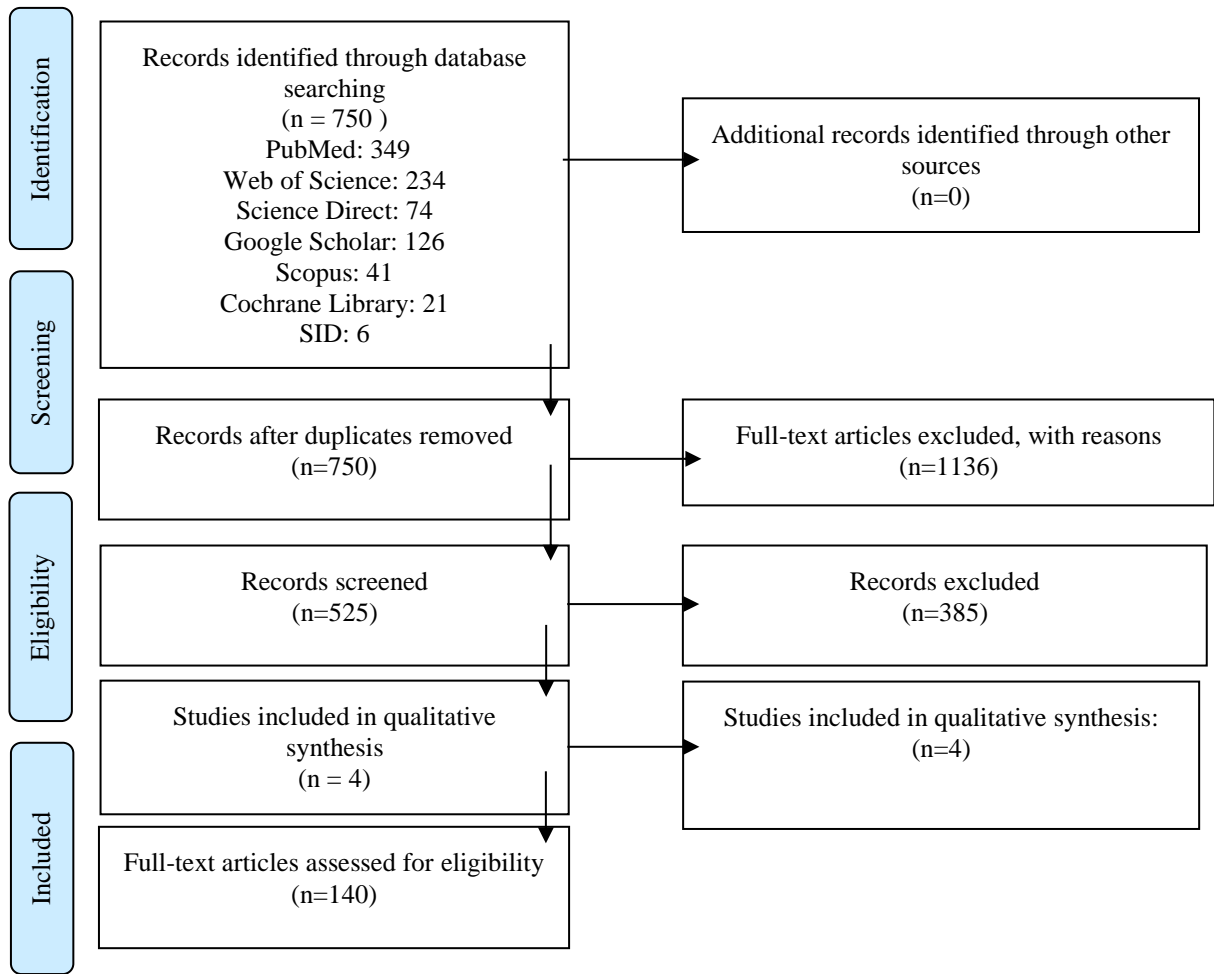 Identification
Records identified through database
searching
(n = 750 )
PubMed: 349
Web of Science: 234
Science Direct: 74
Google Scholar: 126
Scopus: 41
Cochrane Library: 21
SID: 6
Additional records identified through other
sources
(n=0)
Screening
Records after duplicates removed
(n=750)
Full-text articles excluded, with reasons
(n=1136)
Eligibility
Records screened
(n=525)
Records excluded
(n=385)
Studies included in qualitative
synthesis
(n = 4)
Studies included in qualitative synthesis:
(n=4)
Included
Full-text articles assessed for eligibility
(n=140)